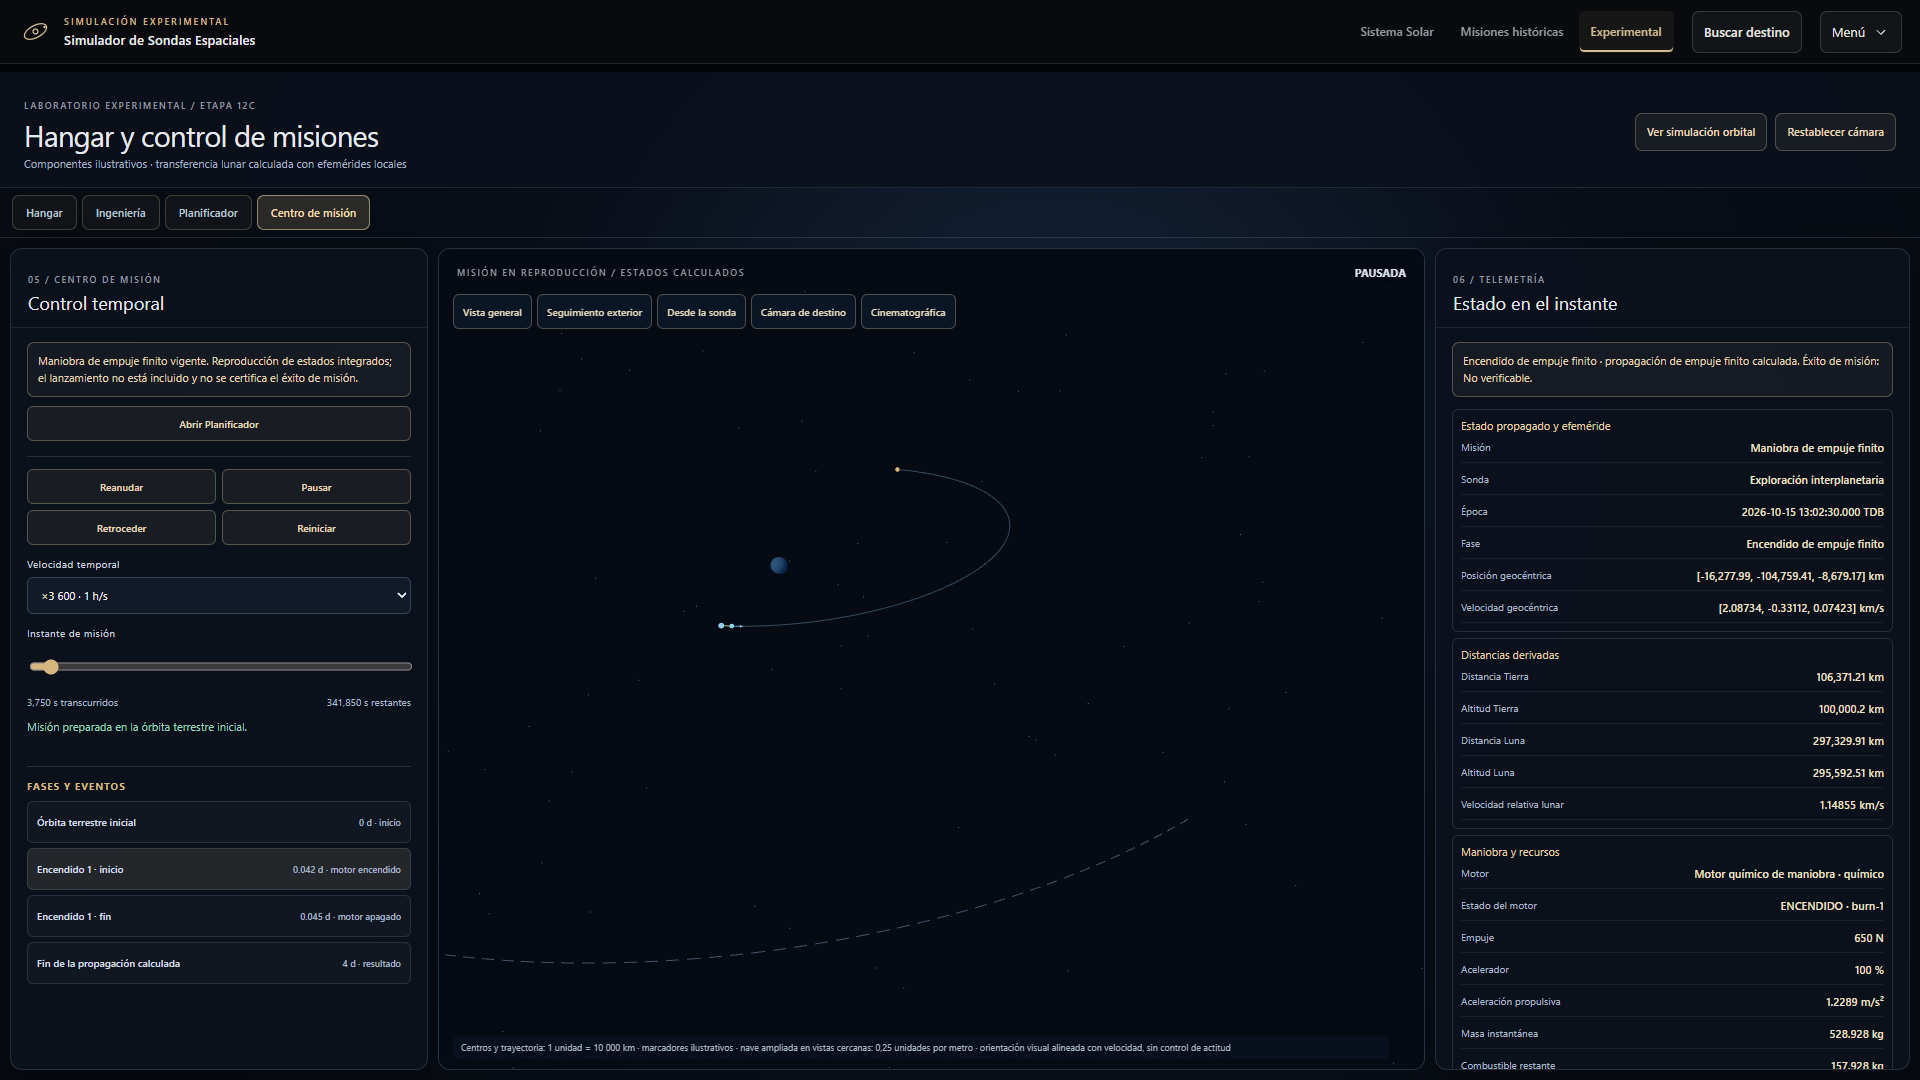 SIMULACIÓN EXPERIMENTAL
Simulador de Sondas Espaciales
Sistema Solar
Misiones históricas
Experimental
Buscar destino
Menú
LABORATORIO EXPERIMENTAL / ETAPA 12C
Hangar y control de misiones
Componentes ilustrativos · transferencia lunar calculada con efemérides locales
Ver simulación orbital
Restablecer cámara
Hangar
Ingeniería
Planificador
Centro de misión
05 / CENTRO DE MISIÓN
Control temporal
Maniobra de empuje finito vigente. Reproducción de estados integrados;
el lanzamiento no está incluido y no se certifica el éxito de misión.
Abrir Planificador
Reanudar
Pausar
Retroceder
Reiniciar
Velocidad temporal
×3 600 · 1 h/s
Instante de misión
3,750 s transcurridos
341,850 s restantes
Misión preparada en la órbita terrestre inicial.
FASES Y EVENTOS
Órbita terrestre inicial
0 d · inicio
Encendido 1 · inicio
0.042 d · motor encendido
Encendido 1 · fin
0.045 d · motor apagado
Fin de la propagación calculada
4 d · resultado
MISIÓN EN REPRODUCCIÓN / ESTADOS CALCULADOS
PAUSADA
Vista general
Seguimiento exterior
Desde la sonda
Cámara de destino
Cinematográfica
Centros y trayectoria: 1 unidad = 10 000 km · marcadores ilustrativos · nave ampliada en vistas cercanas: 0,25 unidades por metro · orientación visual alineada con velocidad, sin control de actitud
06 / TELEMETRÍA
Estado en el instante
Encendido de empuje finito · propagación de empuje finito calculada. Éxito de misión:
No verificable.
Estado propagado y efeméride
Misión
Maniobra de empuje finito
Sonda
Exploración interplanetaria
Época
2026-10-15 13:02:30.000 TDB
Fase
Encendido de empuje finito
Posición geocéntrica
[-16,277.99, -104,759.41, -8,679.17] km
Velocidad geocéntrica
[2.08734, -0.33112, 0.07423] km/s
Distancias derivadas
Distancia Tierra
106,371.21 km
Altitud Tierra
100,000.2 km
Distancia Luna
297,329.91 km
Altitud Luna
295,592.51 km
Velocidad relativa lunar
1.14855 km/s
Maniobra y recursos
Motor
Motor químico de maniobra · químico
Estado del motor
ENCENDIDO · burn-1
Empuje
650 N
Acelerador
100 %
Aceleración propulsiva
1.2289 m/s²
Masa instantánea
528.928 kg
Combustible restante
157.928 kg